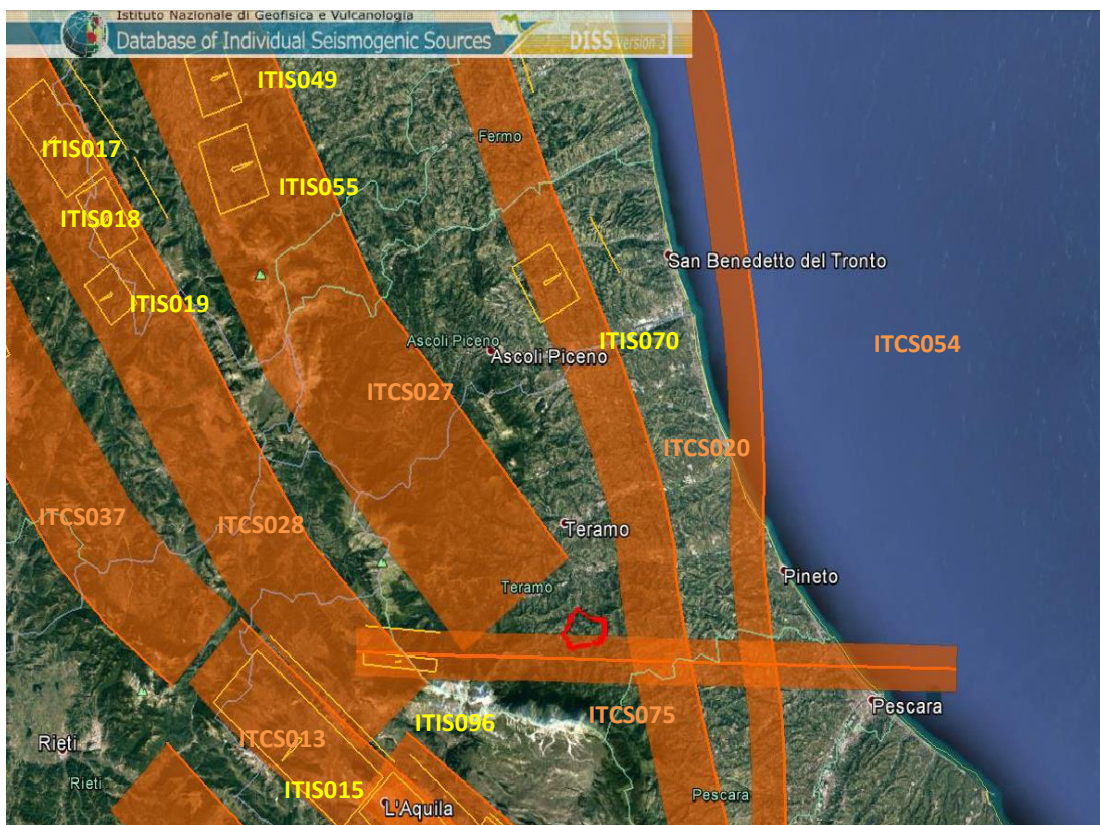 Istituto Nazionale di Geofisica e Vulcanologia
Database of Individual Seismogenic Sources
DISS version 3
ITIS049
Fermo
ITIS017
ITIS055
ITIS018
San Benedetto del Tronto
ITIS019
ITIS070
Ascoli Piceno
Ascoli Piceno
ITCS054
ITCS027
ITCS020
ITCS037
ITCS028
Teramo
Pineto
Teramo
Pescara
ITCS075
ITIS096
Rieti
ITCS013
Rieti
ITIS015
Pescara
L'Aquila